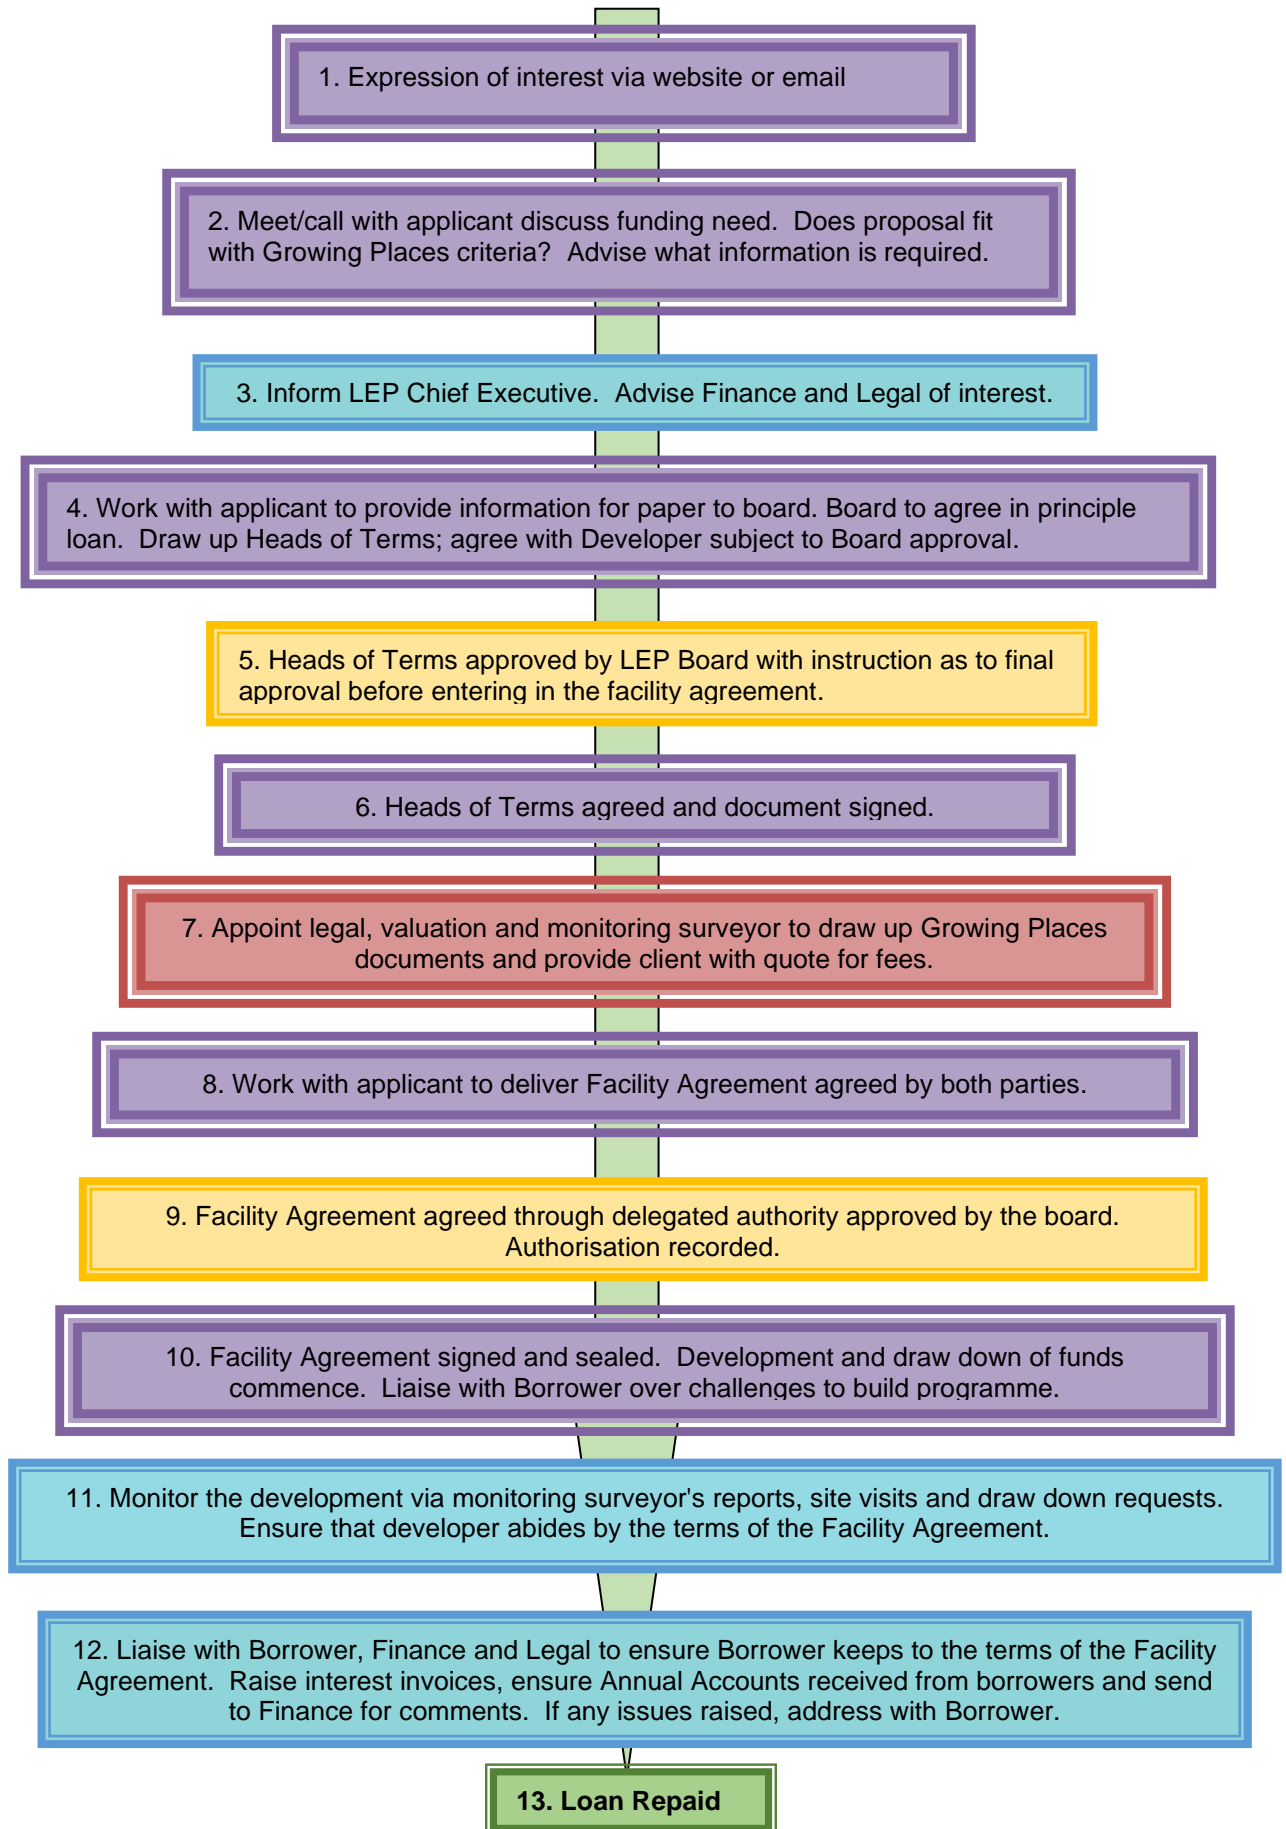 1. Expression of interest via website or email
2. Meet/call with applicant discuss funding need.  Does proposal fit
with Growing Places criteria?  Advise what information is required.
3. Inform LEP Chief Executive.  Advise Finance and Legal of interest.
4. Work with applicant to provide information for paper to board. Board to agree in principle
loan.  Draw up Heads of Terms; agree with Developer subject to Board approval.
5. Heads of Terms approved by LEP Board with instruction as to final
approval before entering in the facility agreement.
6. Heads of Terms agreed and document signed.
7. Appoint legal, valuation and monitoring surveyor to draw up Growing Places
documents and provide client with quote for fees.
8. Work with applicant to deliver Facility Agreement agreed by both parties.
9. Facility Agreement agreed through delegated authority approved by the board.
Authorisation recorded.
10. Facility Agreement signed and sealed.  Development and draw down of funds
commence.  Liaise with Borrower over challenges to build programme.
11. Monitor the development via monitoring surveyor's reports, site visits and draw down requests.
Ensure that developer abides by the terms of the Facility Agreement.
12. Liaise with Borrower, Finance and Legal to ensure Borrower keeps to the terms of the Facility
Agreement.  Raise interest invoices, ensure Annual Accounts received from borrowers and send
to Finance for comments.  If any issues raised, address with Borrower.
13. Loan Repaid